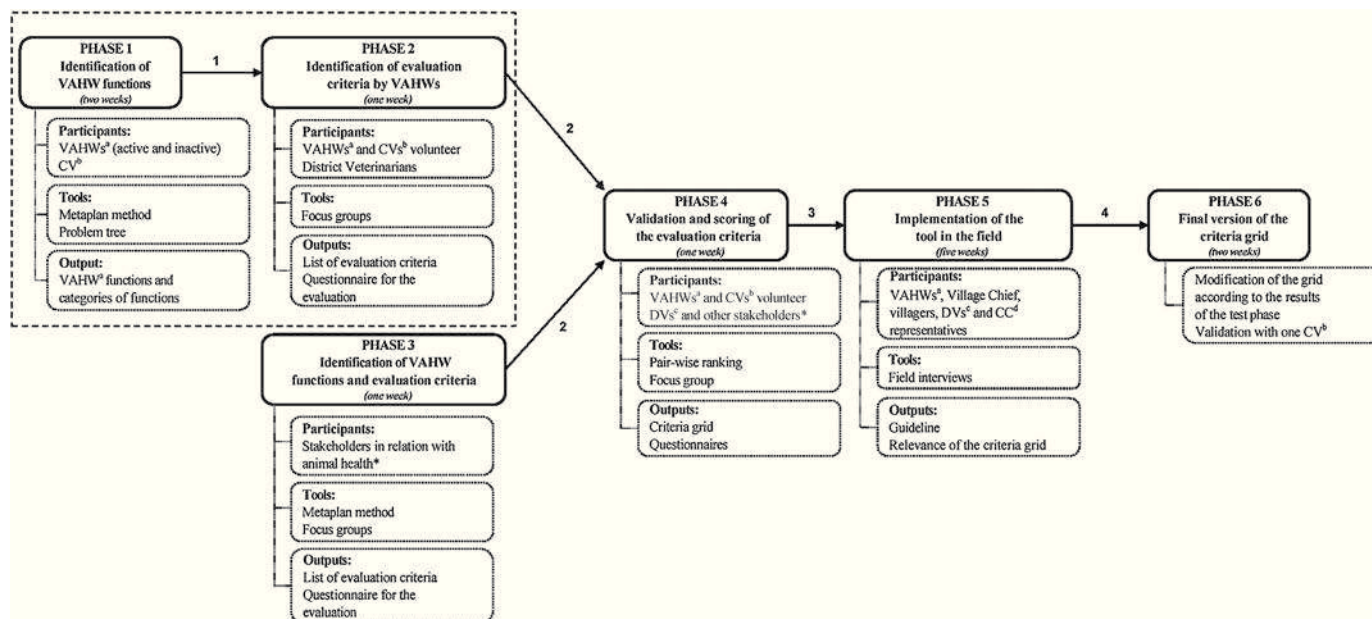 PHASE 1
Identification of
VAHW functions
(two weeks)
Participants:
VAHWsᵃ (active and inactive)
CVᵇ
Tools:
Metaplan method
Problem tree
Output:
VAHWᵃ functions and
categories of functions
1
PHASE 2
Identification of evaluation
criteria by VAHWs
(one week)
Participants:
VAHWsᵃ and CVsᵇ volunteer
District Veterinarians
Tools:
Focus groups
Outputs:
List of evaluation criteria
Questionnaire for the
evaluation
2
PHASE 3
Identification of VAHW
functions and evaluation criteria
(one week)
Participants:
Stakeholders in relation with
animal health*
Tools:
Metaplan method
Focus groups
Outputs:
List of evaluation criteria
Questionnaire for the
evaluation
2
PHASE 4
Validation and scoring of
the evaluation criteria
(one week)
Participants:
VAHWsᵃ and CVsᵇ volunteer
DVsᶜ and other stakeholders*
Tools:
Pair-wise ranking
Focus group
Outputs:
Criteria grid
Questionnaires
3
PHASE 5
Implementation of the
tool in the field
(five weeks)
Participants:
VAHWsᵃ, Village Chief,
villagers, DVsᶜ and CCᵈ
representatives
Tools:
Field interviews
Outputs:
Guideline
Relevance of the criteria grid
4
PHASE 6
Final version of the
criteria grid
(two weeks)
Modification of the grid
according to the results
of the test phase
Validation with one CVᵇ